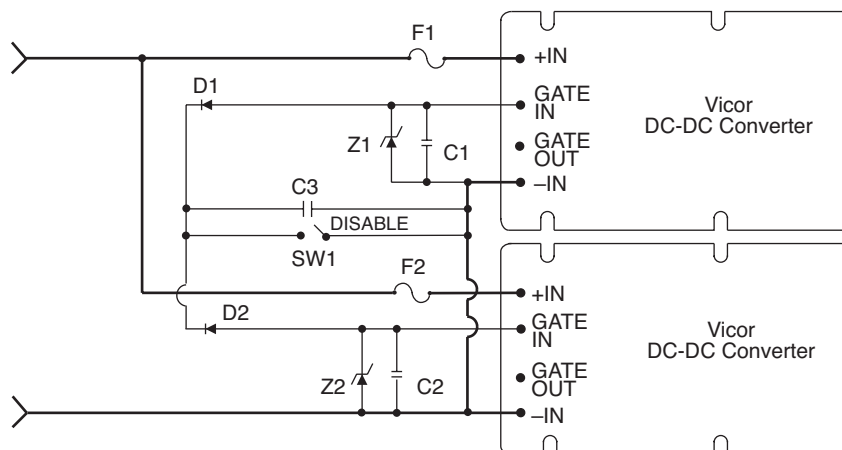 F1
+IN
D1
GATE
IN
Vicor
DC-DC Converter
Z1
C1
GATE
OUT
–IN
C3
DISABLE
SW1
F2
+IN
D2
GATE
IN
Vicor
DC-DC Converter
Z2
C2
GATE
OUT
–IN